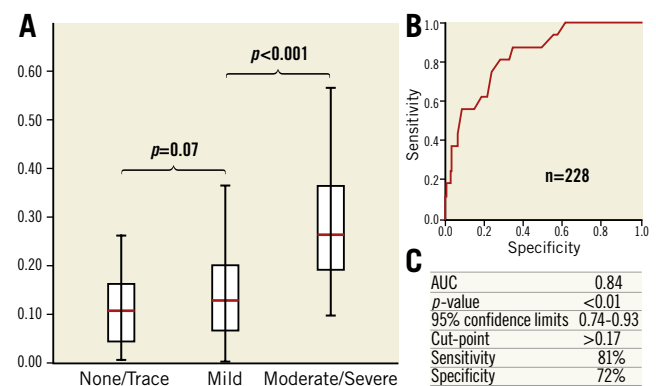 A
0.60
0.50
0.40
0.30
0.20
0.10
0.00
p<0.001
p=0.07
None/Trace Mild Moderate/Severe
B
Sensitivity
1.0
0.8
0.6
0.4
0.2
0.0
n=228
0.0 0.2 0.4 0.6 0.8 1.0
Specificity
C
AUC 0.84
p-value <0.01
95% confidence limits 0.74-0.93
Cut-point >0.17
Sensitivity 81%
Specificity 72%